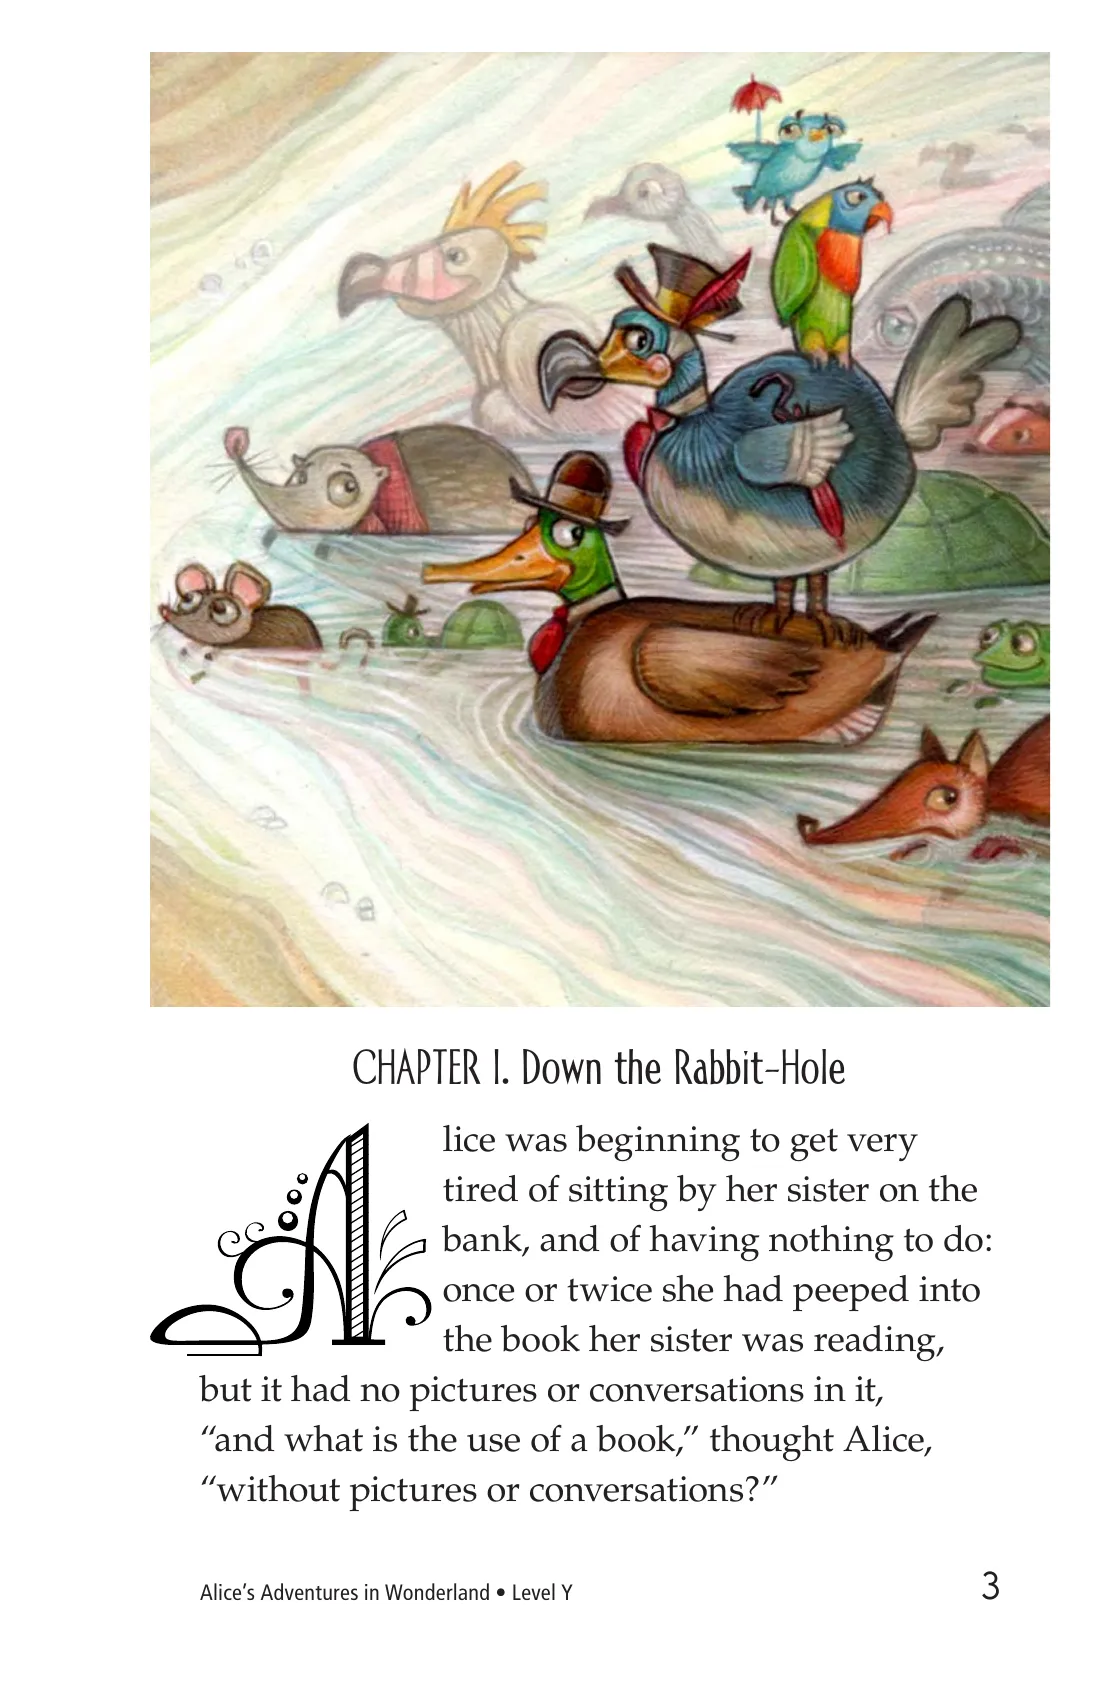 CHAPTER I. Down the Rabbit-Hole
Alice was beginning to get very
tired of sitting by her sister on the
bank, and of having nothing to do:
once or twice she had peeped into
the book her sister was reading,
but it had no pictures or conversations in it,
“and what is the use of a book,” thought Alice,
“without pictures or conversations?”
Alice’s Adventures in Wonderland • Level Y
3